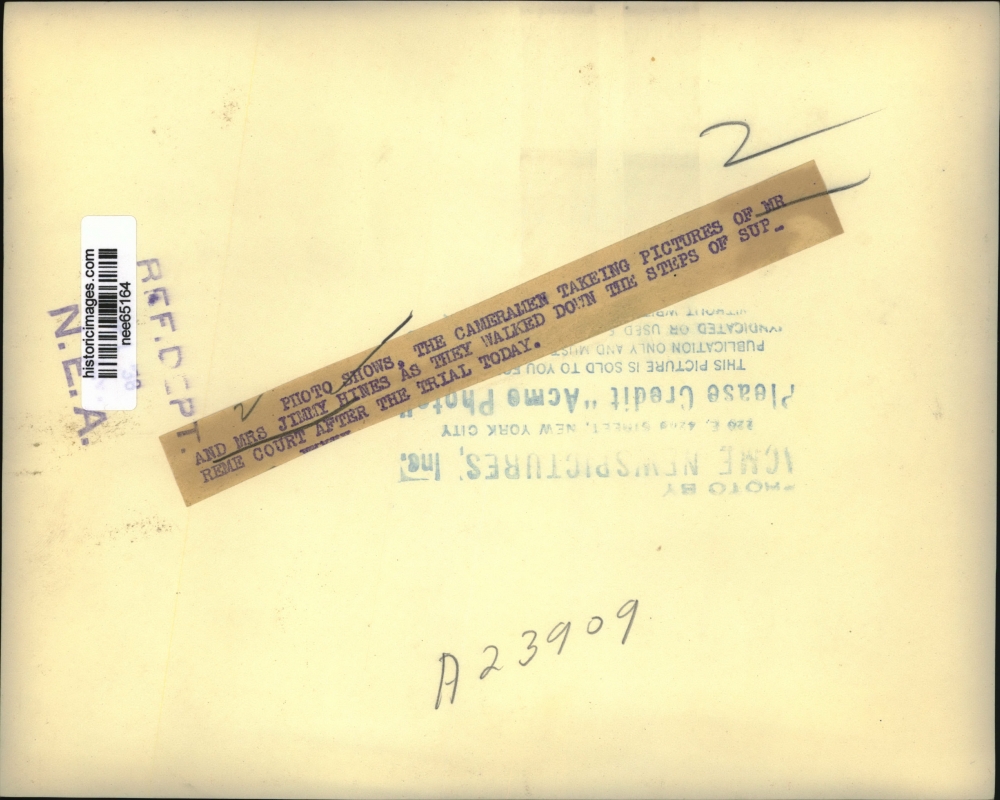 2
PHOTO SHOWS, THE CAMERAMEN TAKEING PICTURES OF MR
AND MRS JIMMY HINES AS THEY WALKED DOWN THE STEPS OF SUP-
REME COURT AFTER THE TRIAL TODAY.
2
historicimages.com
nee65164
REF. DEPT.
N.E.A.
PHOTO BY
ACME NEWSPICTURES, Inc.
220 E. 42nd STREET, NEW YORK CITY
Please Credit "Acme Photo"
THIS PICTURE IS SOLD TO YOU FO
PUBLICATION ONLY AND MUST
YNDICATED OR USED
A23909